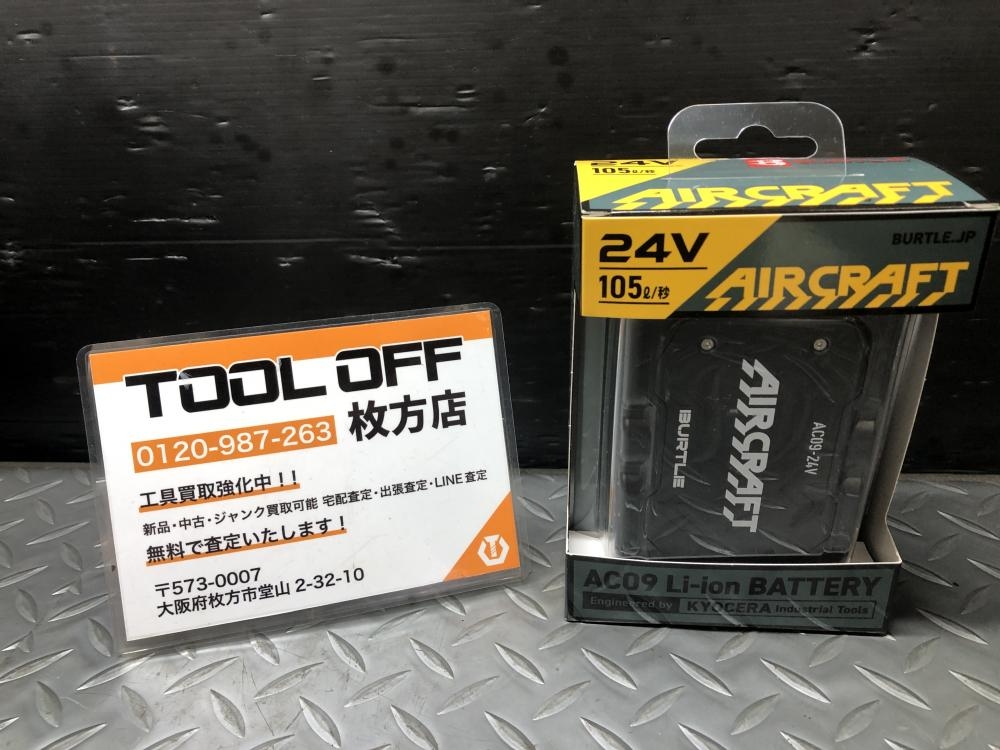 TOOL OFF
0120-987-263 枚方店
工具買取強化中！！
新品・中古・ジャンク買取可能 宅配査定・出張査定・LINE査定
無料で査定いたします！
〒573-0007
大阪府枚方市堂山 2-32-10
24V
105ℓ/秒
AIRCRAFT
24V
105ℓ/秒
BURTLE.JP
AIRCRAFT
AIRCRAFT
BURTLE
AC09-24V
AC09 Li-ion BATTERY
Engineered by KYOCERA Industrial Tools